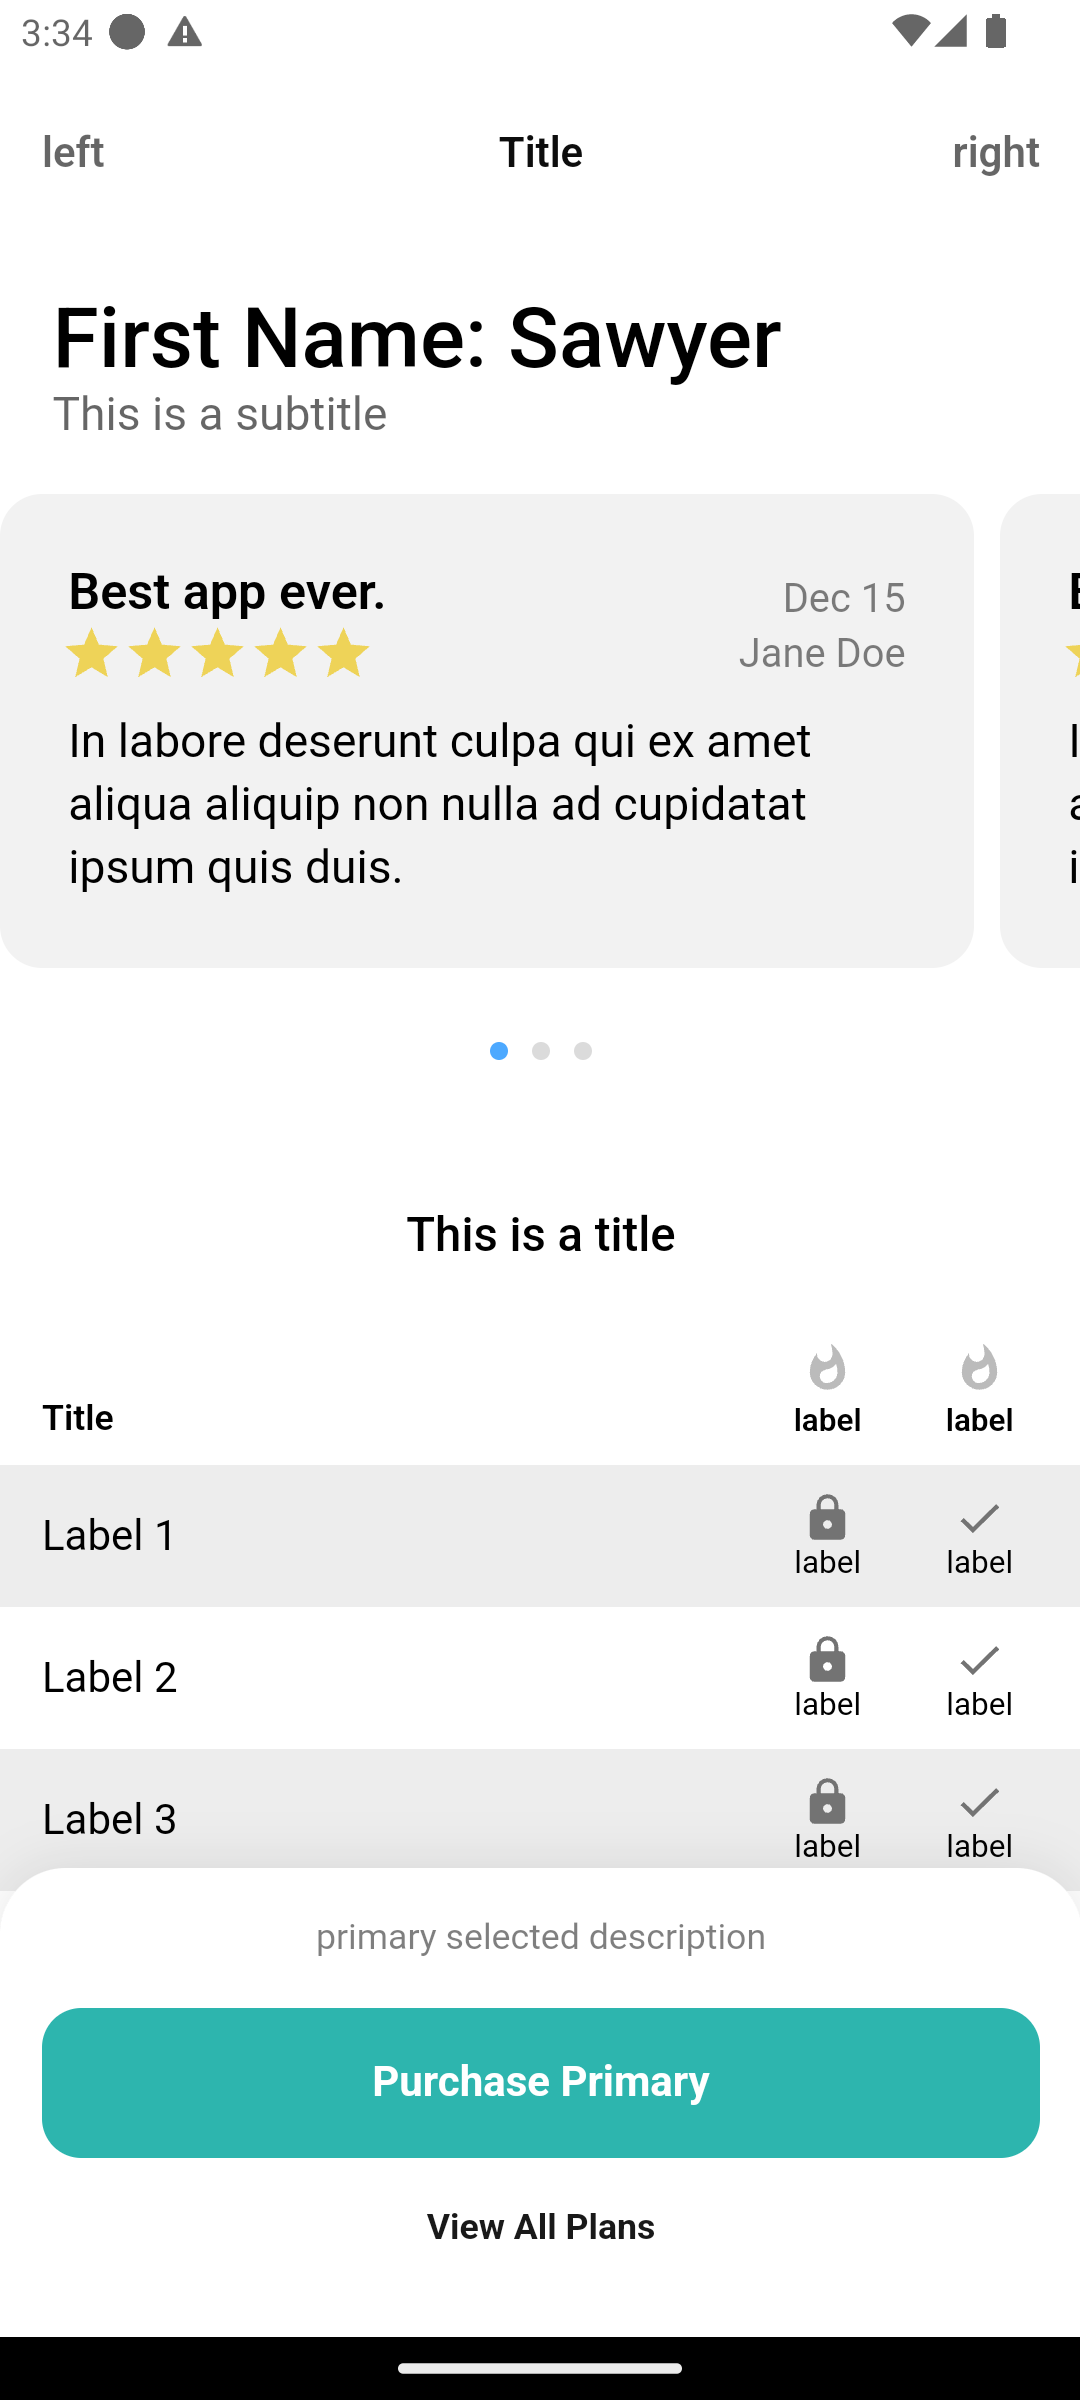 3:34
left Title right
First Name: Sawyer
This is a subtitle
Best app ever.
Dec 15
Jane Doe
In labore deserunt culpa qui ex amet
aliqua aliquip non nulla ad cupidatat
ipsum quis duis.
This is a title
Title label label
Label 1 label label
Label 2 label label
Label 3 label label
primary selected description
Purchase Primary
View All Plans